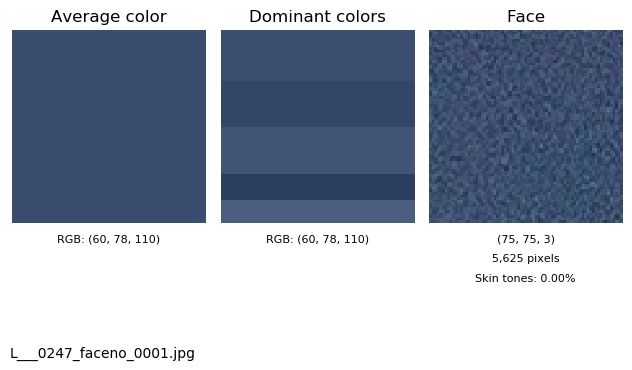 Average color
Dominant colors
Face
RGB: (60, 78, 110)
RGB: (60, 78, 110)
(75, 75, 3)
5,625 pixels
Skin tones: 0.00%
L___0247_faceno_0001.jpg